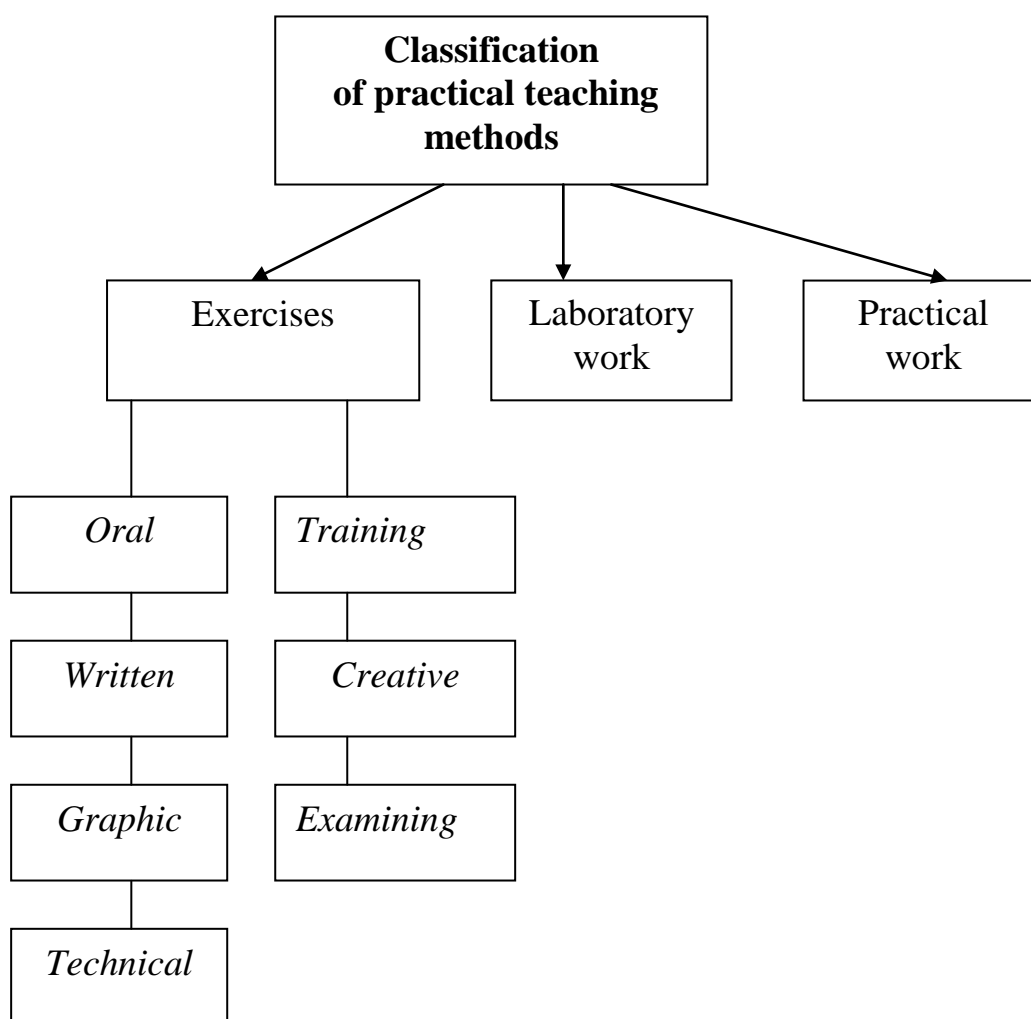 Classification
of practical teaching
methods
Exercises
Laboratory
work
Practical
work
Oral
Training
Written
Creative
Graphic
Examining
Technical